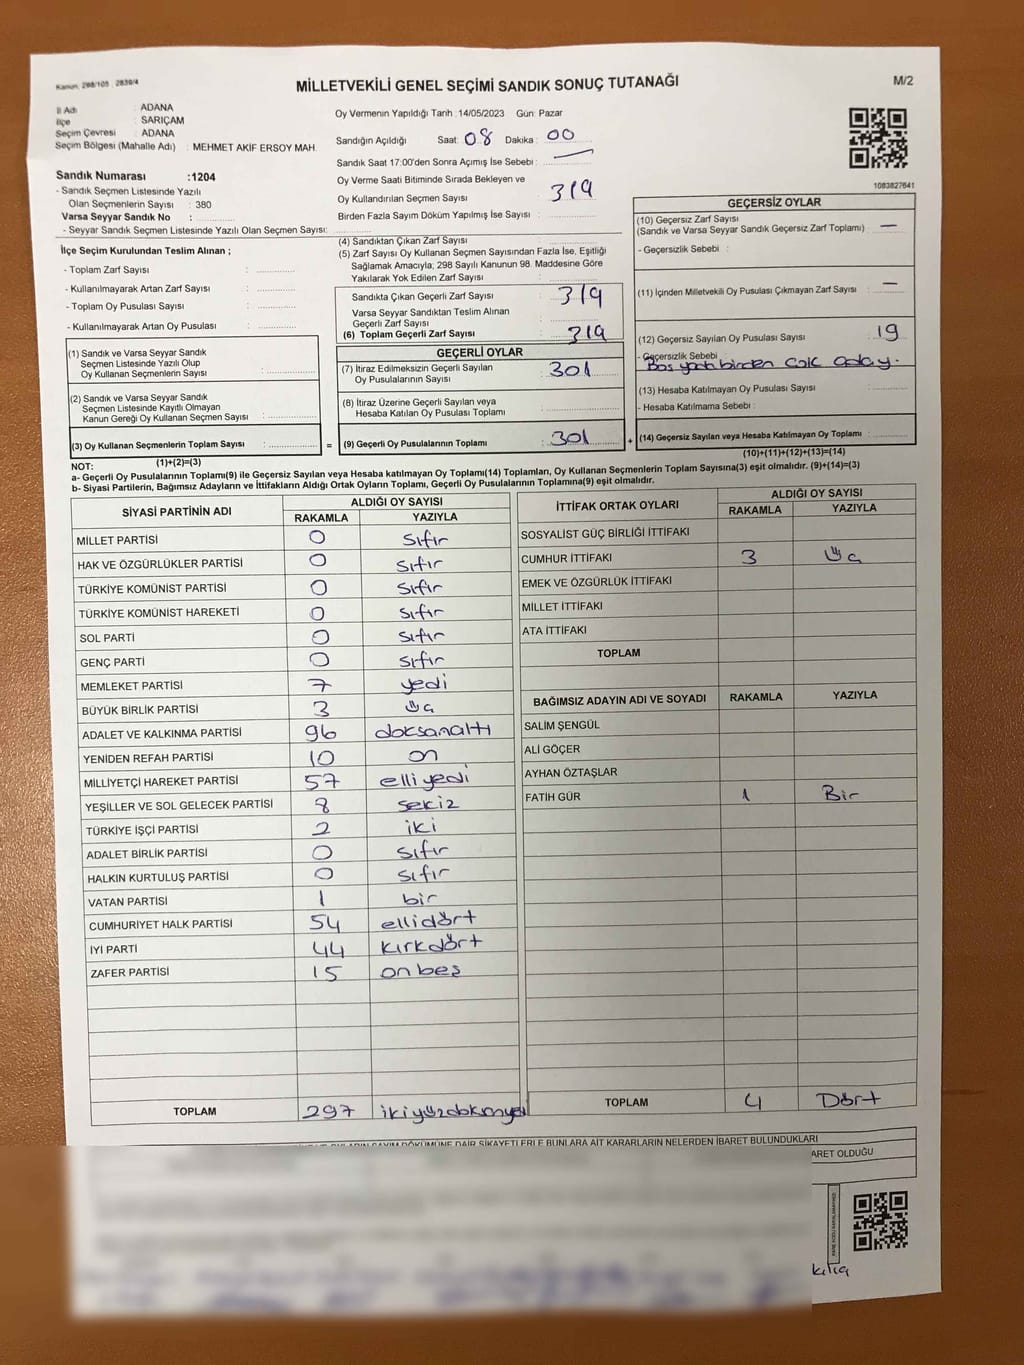 Kanun: 298/105 , 2839/4
MİLLETVEKİLİ GENEL SEÇİMİ SANDIK SONUÇ TUTANAĞI
M/2
İl Adı : ADANA
İlçe : SARIÇAM
Seçim Çevresi : ADANA
Seçim Bölgesi (Mahalle Adı) : MEHMET AKİF ERSOY MAH.
Oy Vermenin Yapıldığı Tarih :14/05/2023 Gün: Pazar
Sandığın Açıldığı Saat: 08 Dakika : 00
Sandık Saat 17:00'den Sonra Açımış İse Sebebi :
Oy Verme Saati Bitiminde Sırada Bekleyen ve
Oy Kullandırılan Seçmen Sayısı : 319
Birden Fazla Sayım Döküm Yapılmış İse Sayısı :
1083827641
Sandık Numarası :1204
- Sandık Seçmen Listesinde Yazılı
Olan Seçmenlerin Sayısı : 380
Varsa Seyyar Sandık No :
- Seyyar Sandık Seçmen Listesinde Yazılı Olan Seçmen Sayısı:
İlçe Seçim Kurulundan Teslim Alınan ;
- Toplam Zarf Sayısı :
- Kullanılmayarak Artan Zarf Sayısı :
- Toplam Oy Pusulası Sayısı :
- Kullanılmayarak Artan Oy Pusulası :
(4) Sandıktan Çıkan Zarf Sayısı :
(5) Zarf Sayısı Oy Kullanan Seçmen Sayısından Fazla İse, Eşitliği
Sağlamak Amacıyla; 298 Sayılı Kanunun 98. Maddesine Göre
Yakılarak Yok Edilen Zarf Sayısı :
Sandıkta Çıkan Geçerli Zarf Sayısı : 319
Varsa Seyyar Sandıktan Teslim Alınan
Geçerli Zarf Sayısı :
(6) Toplam Geçerli Zarf Sayısı : 319
GEÇERSİZ OYLAR
(10) Geçersiz Zarf Sayısı
(Sandık ve Varsa Seyyar Sandık Geçersiz Zarf Toplamı) : —
- Geçersizlik Sebebi :
(11) İçinden Milletvekili Oy Pusulası Çıkmayan Zarf Sayısı : —
(12) Geçersiz Sayılan Oy Pusulası Sayısı : 19
- Geçersizlik Sebebi : Boş yada birden çok aday.
(13) Hesaba Katılmayan Oy Pusulası Sayısı :
- Hesaba Katılmama Sebebi :
(14) Geçersiz Sayılan veya Hesaba Katılmayan Oy Toplamı :
(10)+(11)+(12)+(13)=(14)
(1) Sandık ve Varsa Seyyar Sandık
Seçmen Listesinde Yazılı Olup
Oy Kullanan Seçmenlerin Sayısı :
(2) Sandık ve Varsa Seyyar Sandık
Seçmen Listesinde Kayıtlı Olmayan
Kanun Gereği Oy Kullanan Seçmen Sayısı :
(3) Oy Kullanan Seçmenlerin Toplam Sayısı : =
(1)+(2)=(3)
GEÇERLİ OYLAR
(7) İtiraz Edilmeksizin Geçerli Sayılan
Oy Pusulalarının Sayısı : 301
(8) İtiraz Üzerine Geçerli Sayılan veya
Hesaba Katılan Oy Pusulası Toplamı :
(9) Geçerli Oy Pusulalarının Toplamı : 301 +
NOT:
a- Geçerli Oy Pusulalarının Toplamı(9) ile Geçersiz Sayılan veya Hesaba katılmayan Oy Toplamı(14) Toplamları, Oy Kullanan Seçmenlerin Toplam Sayısına(3) eşit olmalıdır. (9)+(14)=(3)
b- Siyasi Partilerin, Bağımsız Adayların ve İttifakların Aldığı Ortak Oyların Toplamı, Geçerli Oy Pusulalarının Toplamına(9) eşit olmalıdır.
SİYASİ PARTİNİN ADI ALDIĞI OY SAYISI
RAKAMLA YAZIYLA
MİLLET PARTİSİ 0 sıfır
HAK VE ÖZGÜRLÜKLER PARTİSİ 0 sıfır
TÜRKİYE KOMÜNİST PARTİSİ 0 sıfır
TÜRKİYE KOMÜNİST HAREKETİ 0 sıfır
SOL PARTİ 0 sıfır
GENÇ PARTİ 0 sıfır
MEMLEKET PARTİSİ 7 yedi
BÜYÜK BİRLİK PARTİSİ 3 üç
ADALET VE KALKINMA PARTİSİ 96 doksanaltı
YENİDEN REFAH PARTİSİ 10 on
MİLLİYETÇİ HAREKET PARTİSİ 57 elli yedi
YEŞİLLER VE SOL GELECEK PARTİSİ 8 sekiz
TÜRKİYE İŞÇİ PARTİSİ 2 iki
ADALET BİRLİK PARTİSİ 0 sıfır
HALKIN KURTULUŞ PARTİSİ 0 sıfır
VATAN PARTİSİ 1 bir
CUMHURİYET HALK PARTİSİ 54 ellidört
İYİ PARTİ 44 kırkdört
ZAFER PARTİSİ 15 onbeş
TOPLAM 297
İTTİFAK ORTAK OYLARI ALDIĞI OY SAYISI
RAKAMLA YAZIYLA
SOSYALİST GÜÇ BİRLİĞİ İTTİFAKI
CUMHUR İTTİFAKI 3 üç
EMEK VE ÖZGÜRLÜK İTTİFAKI
MİLLET İTTİFAKI
ATA İTTİFAKI
TOPLAM
BAĞIMSIZ ADAYIN ADI VE SOYADI RAKAMLA YAZIYLA
SALİM ŞENGÜL
ALİ GÖÇER
AYHAN ÖZTAŞLAR
FATİH GÜR 1 Bir
TOPLAM 4 Dört
DÖKÜMÜNE DAİR ŞİKAYETLERLE BUNLARA AİT KARARLARIN NELERDEN İBARET BULUNDUKLARI
BARET OLDUĞU
kılıç